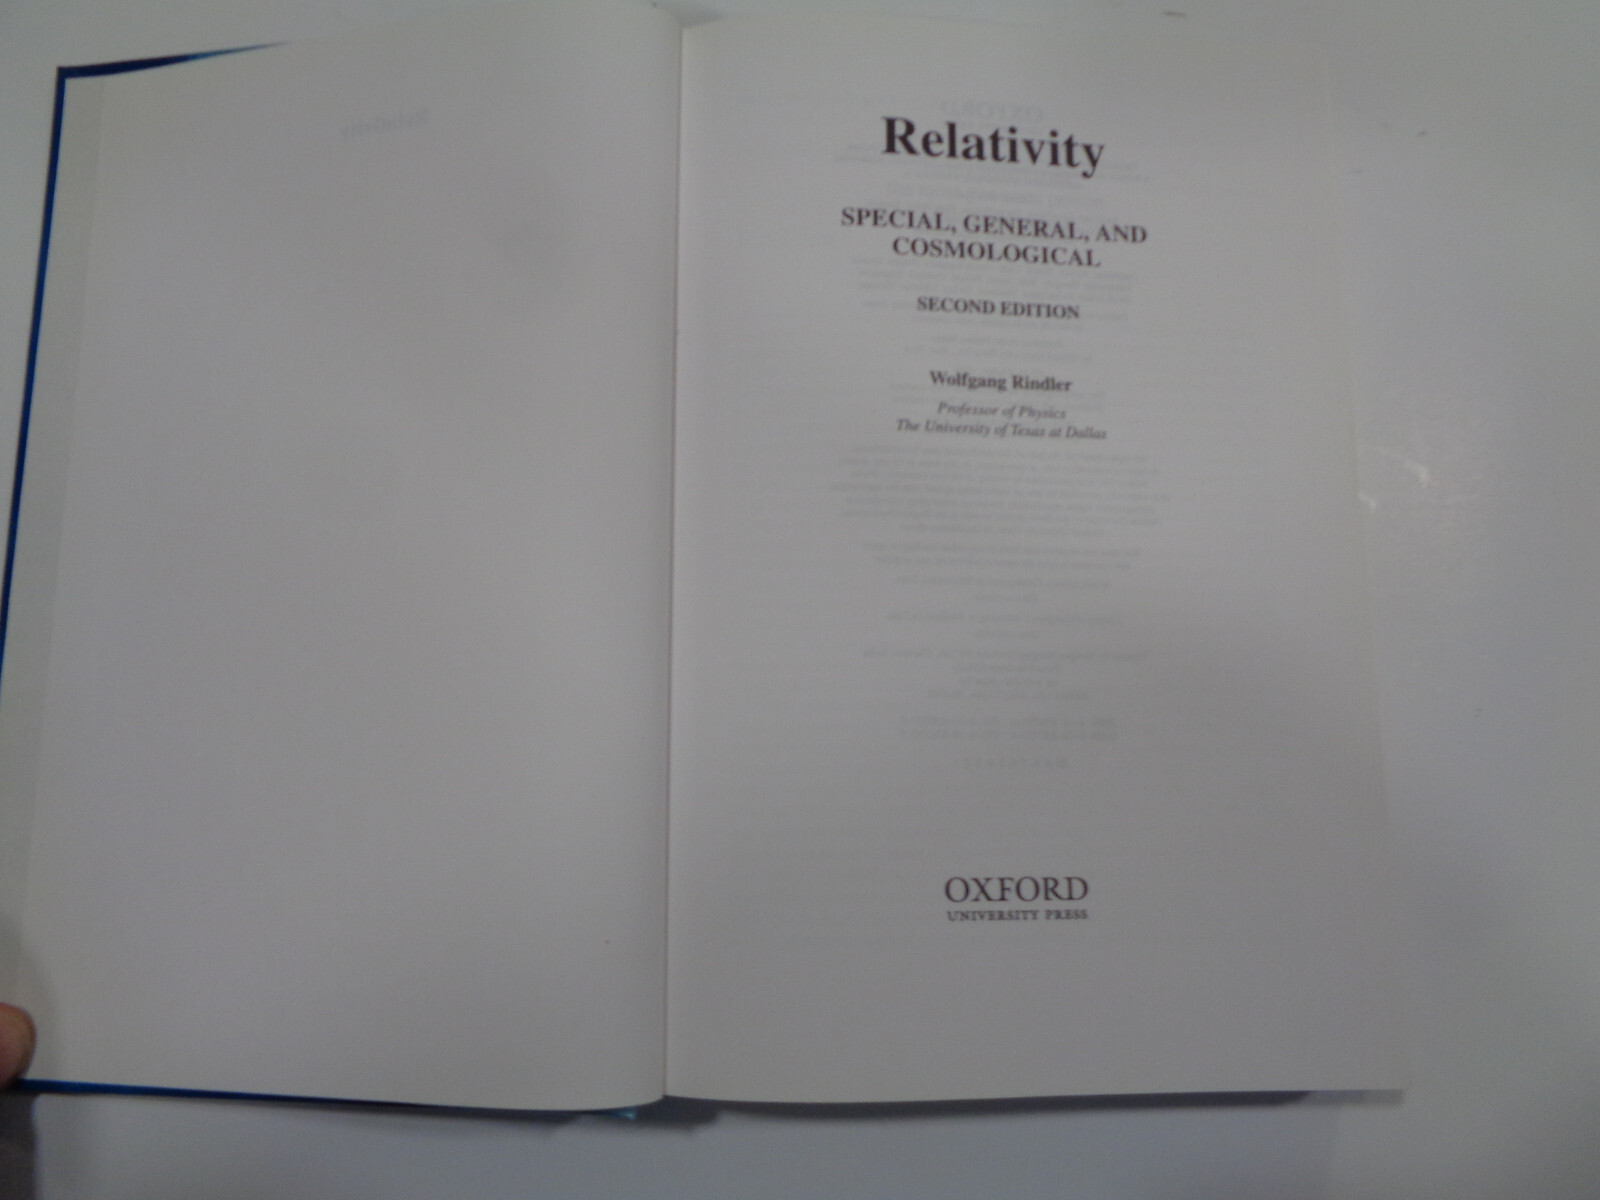 Relativity
SPECIAL, GENERAL, AND
COSMOLOGICAL
SECOND EDITION
Wolfgang Rindler
Professor of Physics
The University of Texas at Dallas
OXFORD
UNIVERSITY PRESS